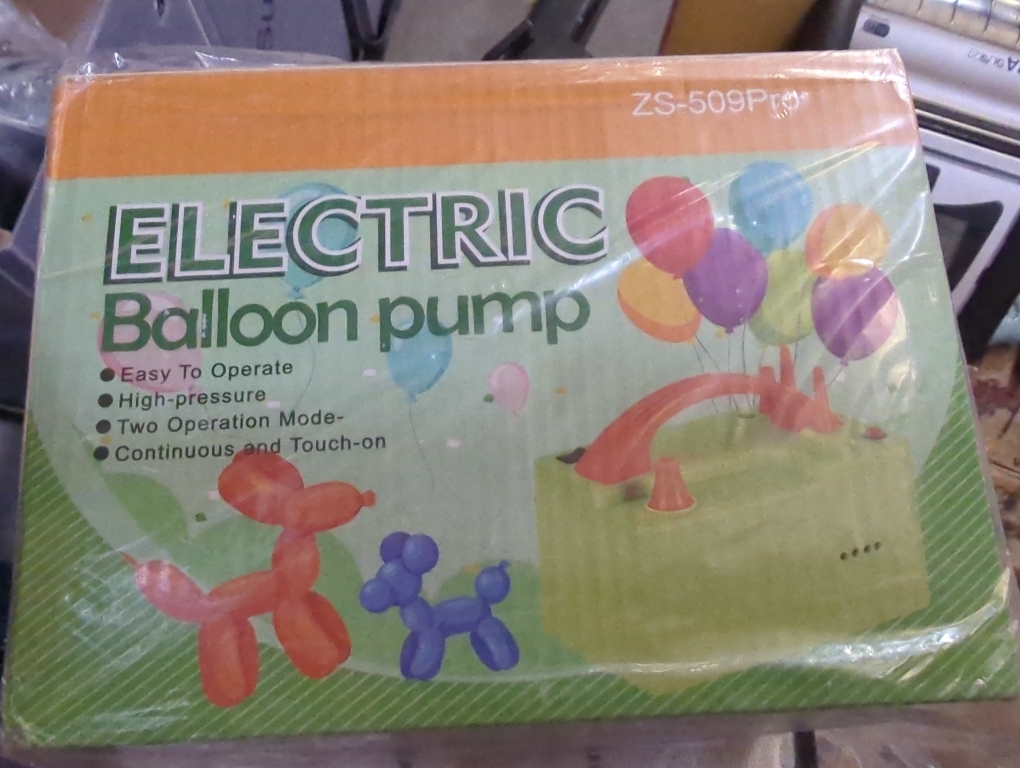 ZS-509Pro
ELECTRIC
Balloon pump
● Easy To Operate
● High-pressure
● Two Operation Mode-
● Continuous and Touch-on